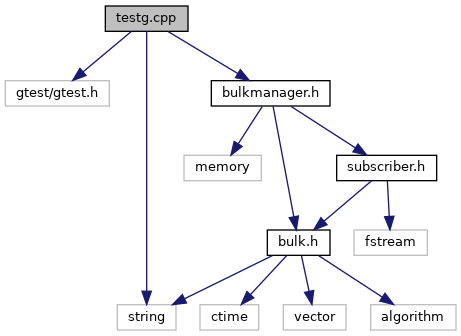 testg.cpp
gtest/gtest.h
bulkmanager.h
memory
subscriber.h
bulk.h
fstream
string
ctime
vector
algorithm